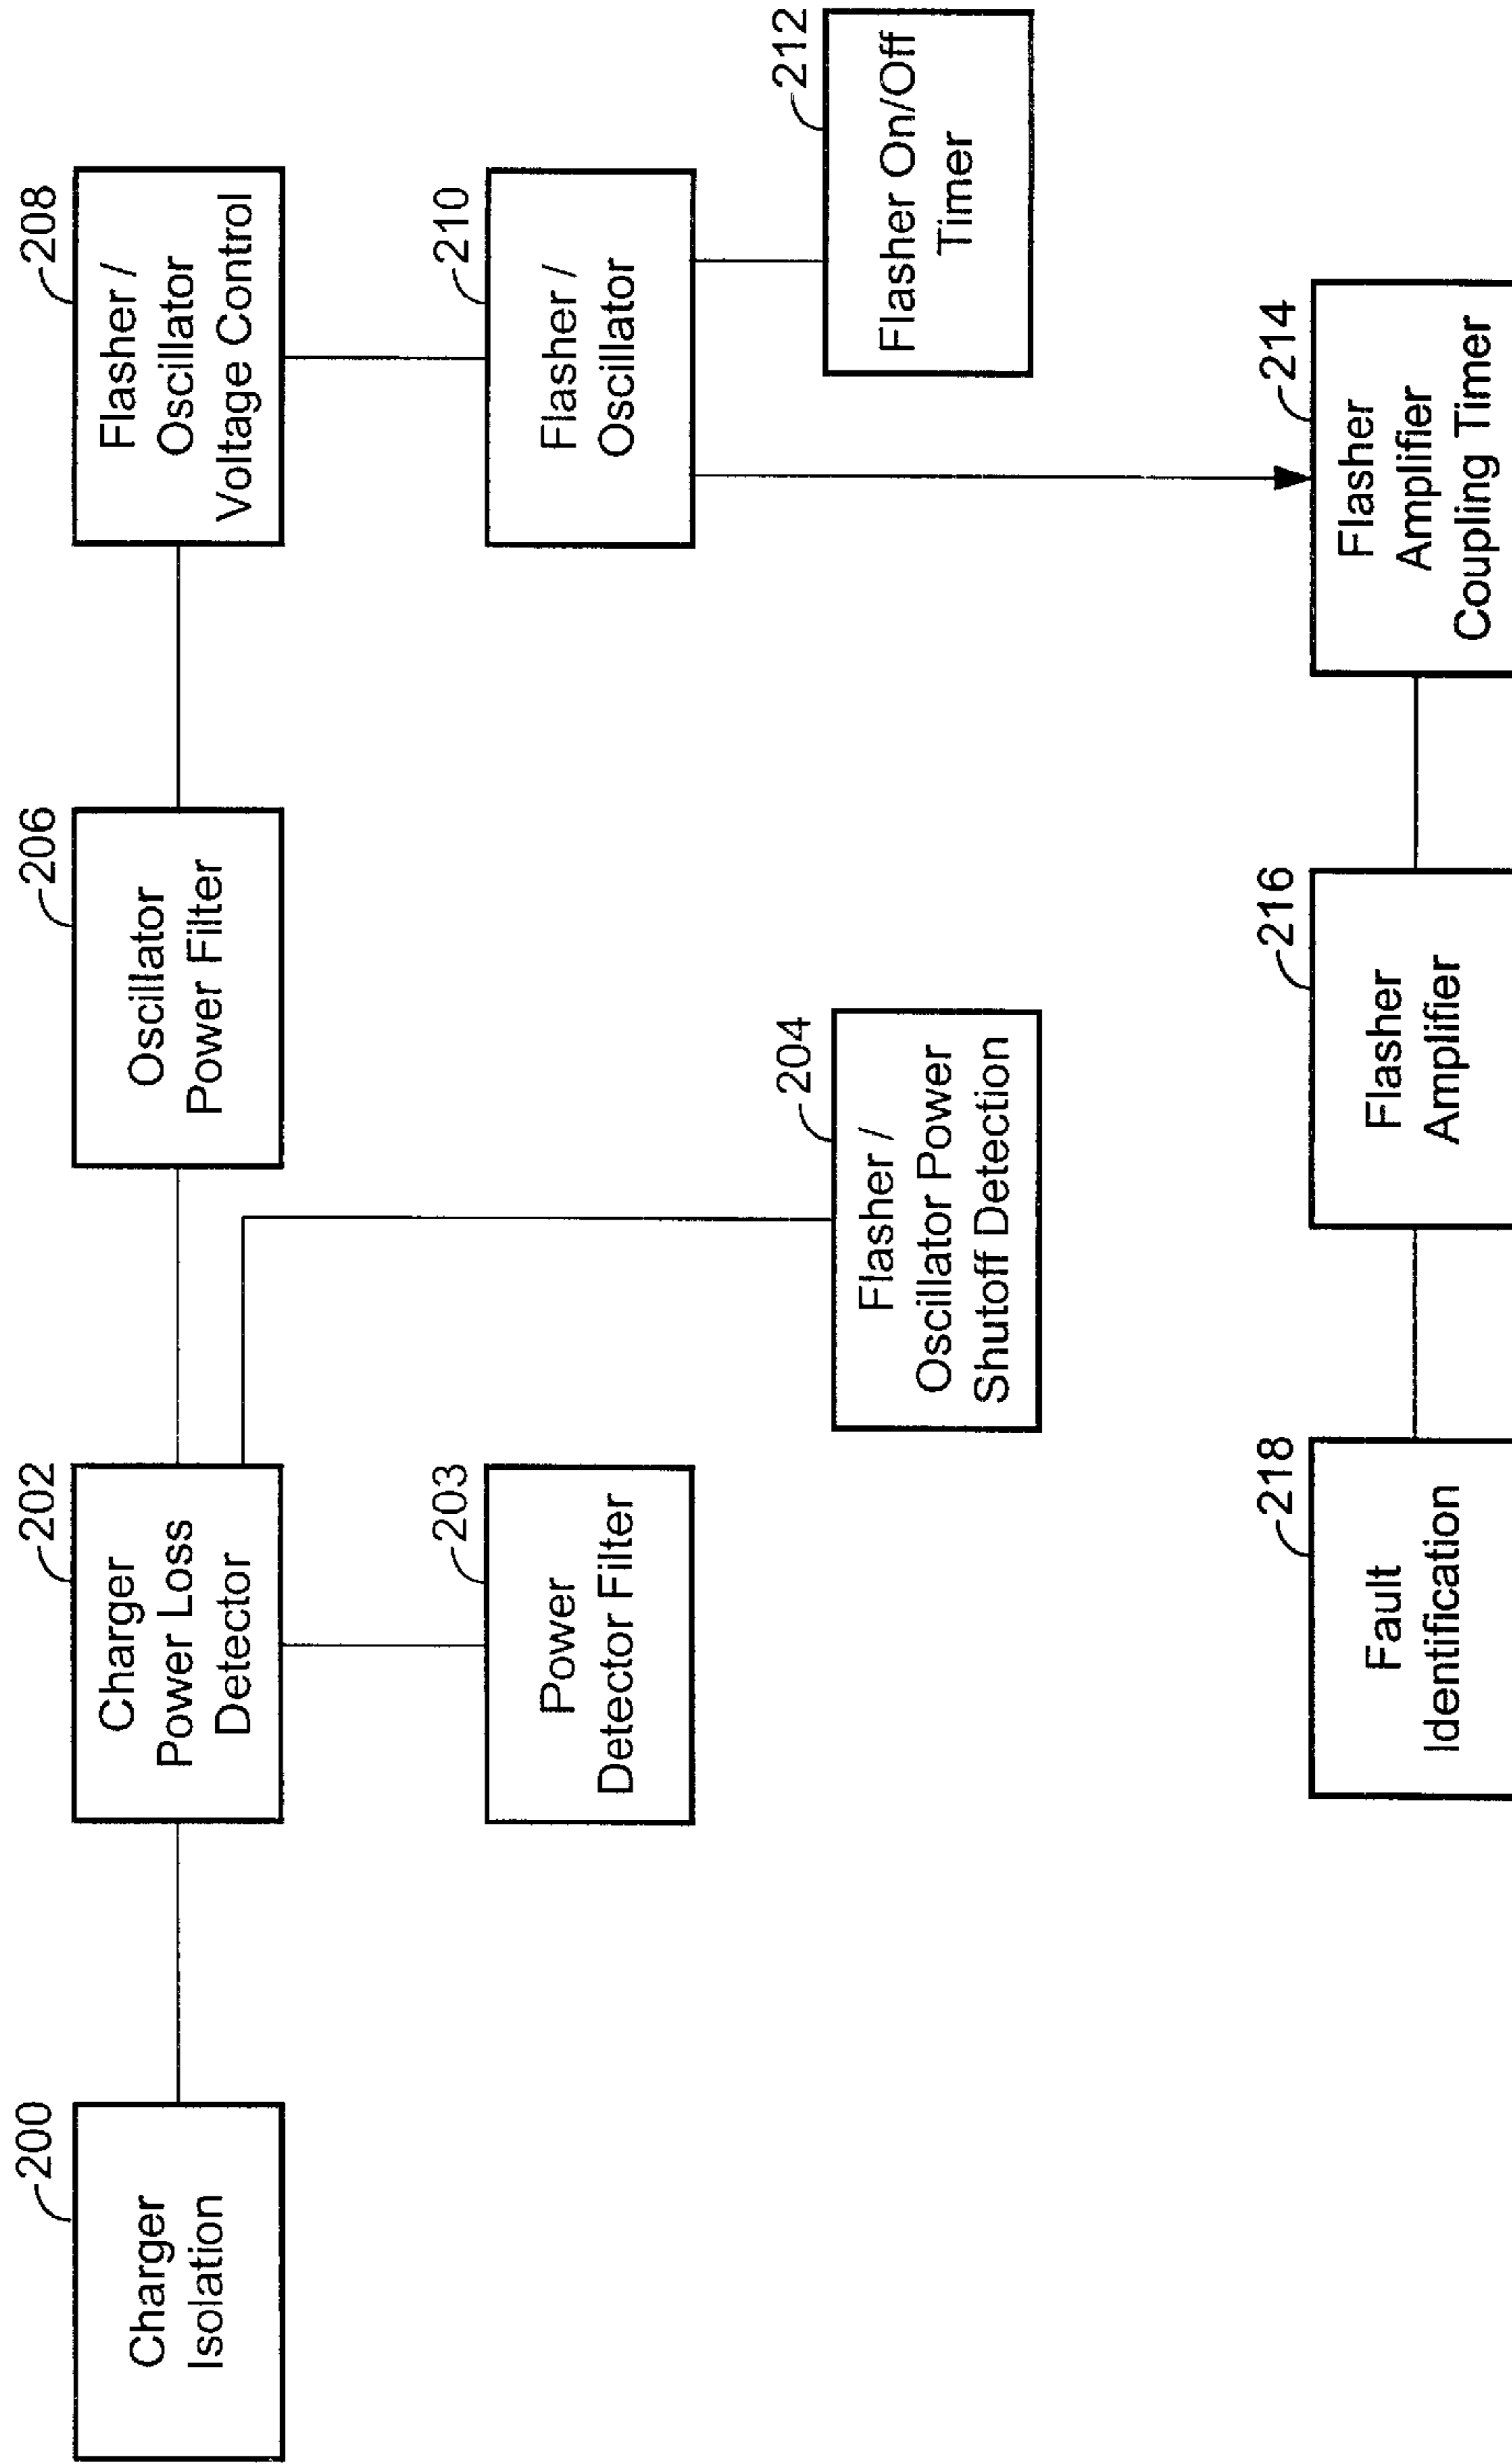 200
Charger
Isolation
202
Charger
Power Loss
Detector
206
Oscillator
Power Filter
208
Flasher /
Oscillator
Voltage Control
203
Power
Detector Filter
210
Flasher /
Oscillator
204
Flasher /
Oscillator Power
Shutoff Detection
212
Flasher On/Off
Timer
218
Fault
Identification
216
Flasher
Amplifier
214
Flasher
Amplifier
Coupling Timer